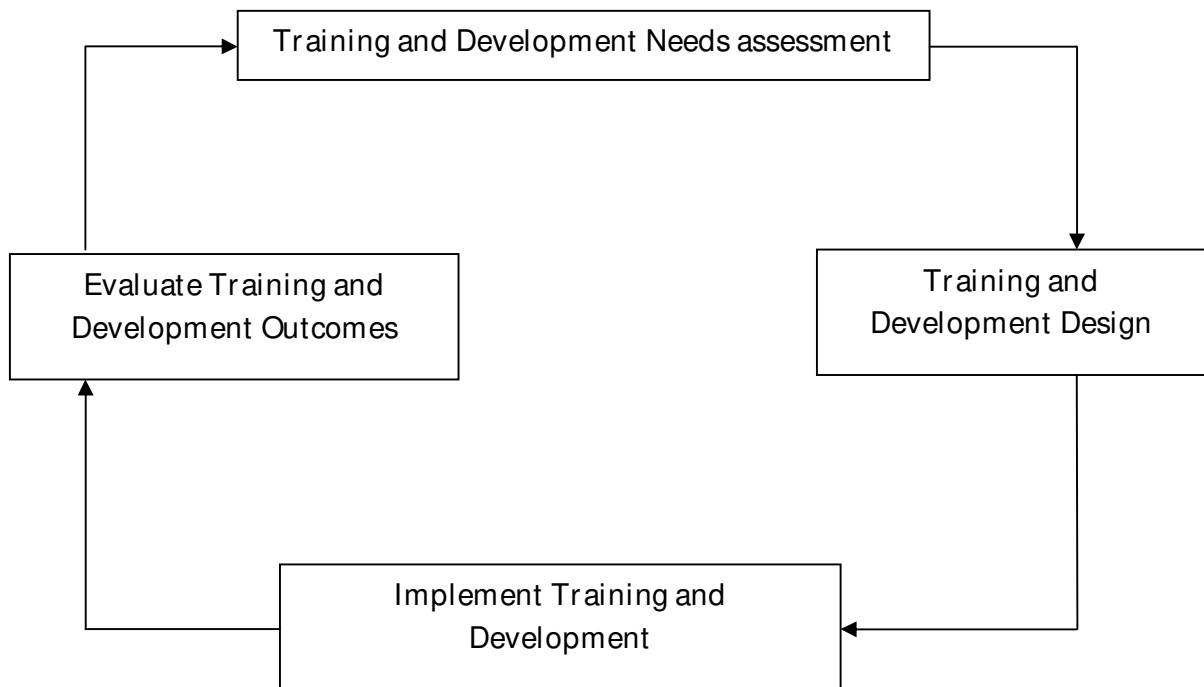 Training and Development Needs assessment
Evaluate Training and
Development Outcomes
Training and
Development Design
Implement Training and
Development